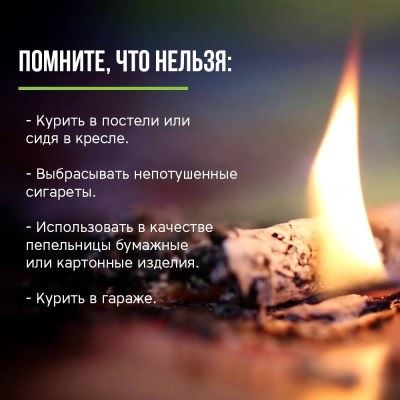 ПОМНИТЕ, ЧТО НЕЛЬЗЯ:
- Курить в постели или
сидя в кресле.
- Выбрасывать непотушенные
сигареты.
- Использовать в качестве
пепельницы бумажные
или картонные изделия.
- Курить в гараже.